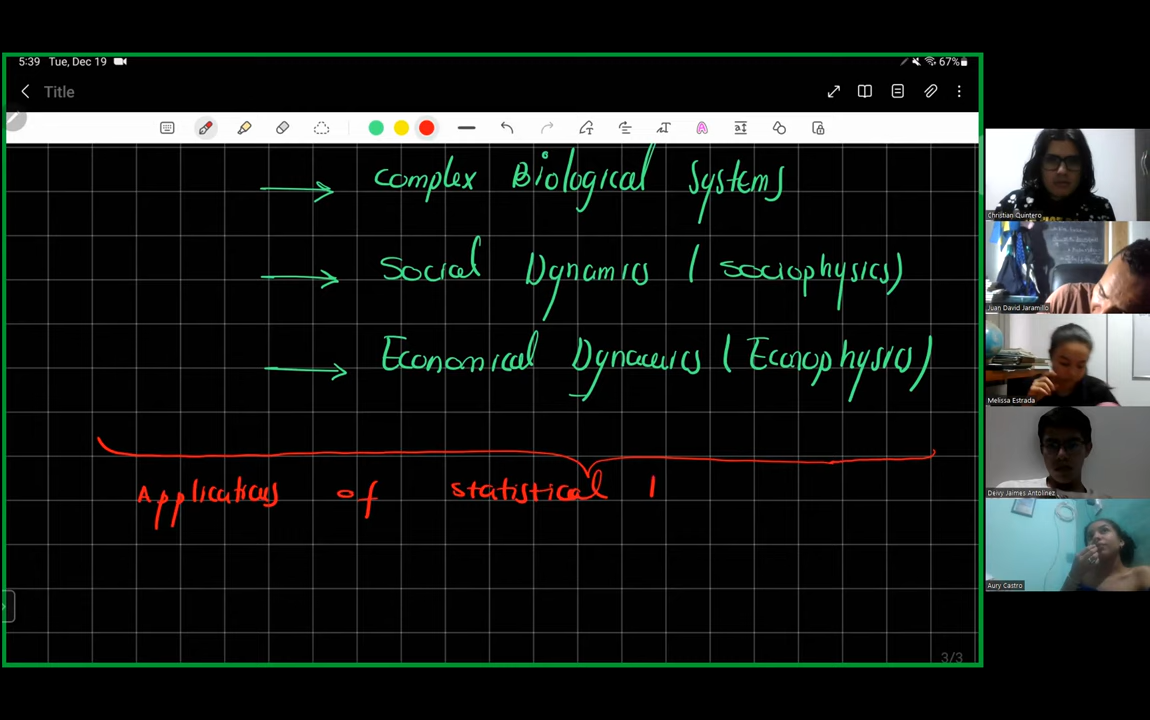 5:39 Tue, Dec 19
67%
Title
Complex Biological Systems
Christian Quintero
Social Dynamics (sociophysics)
Juan David Jaramillo
Economical Dynamics (Econophysics)
Melissa Estrada
Applications of statistical
Deivy Jaimes Antolinez
Aury Castro
3/3